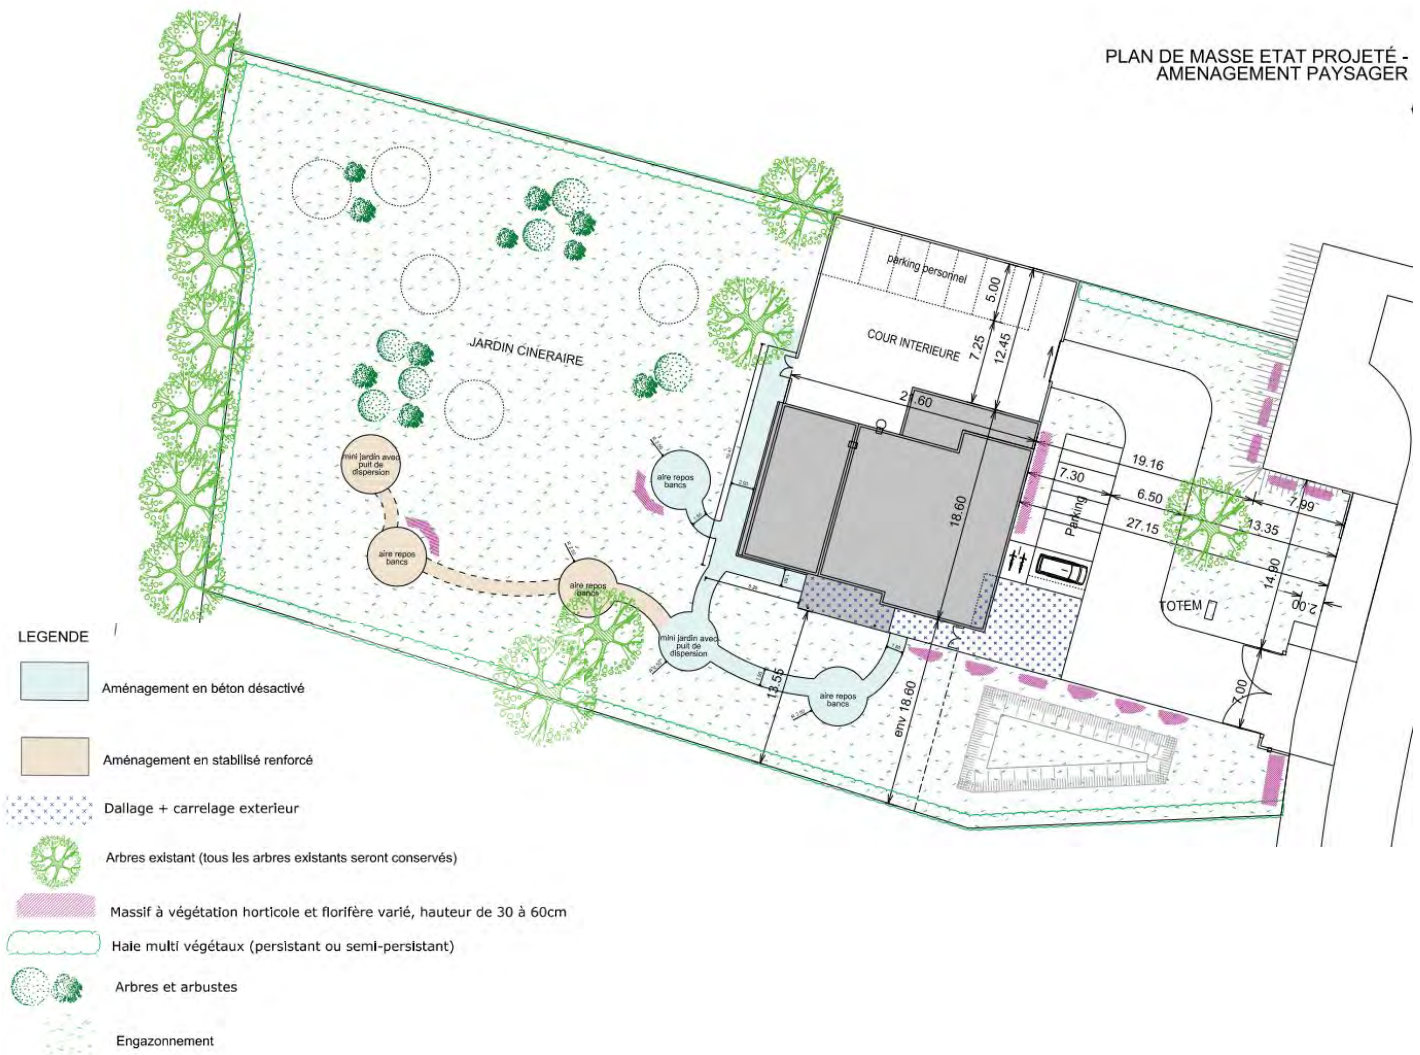 PLAN DE MASSE ETAT PROJETÉ -
AMENAGEMENT PAYSAGER
parking personnel
5.00
COUR INTERIEURE
7.25
12.45
JARDIN CINERAIRE
21.60
19.16
7.30
6.50
7.99
27.15
13.35
18.60
Parking
14.90
2.00
TOTEM
7.00
mini jardin avec
puit de
dispersion
aire repos
bancs
aire repos
bancs
aire repos
bancs
mini jardin avec
puit de
dispersion
aire repos
bancs
13.55
env 18.60
LEGENDE
Aménagement en béton désactivé
Aménagement en stabilisé renforcé
Dallage + carrelage exterieur
Arbres existant (tous les arbres existants seront conservés)
Massif à végétation horticole et florifère varié, hauteur de 30 à 60cm
Haie multi végétaux (persistant ou semi-persistant)
Arbres et arbustes
Engazonnement